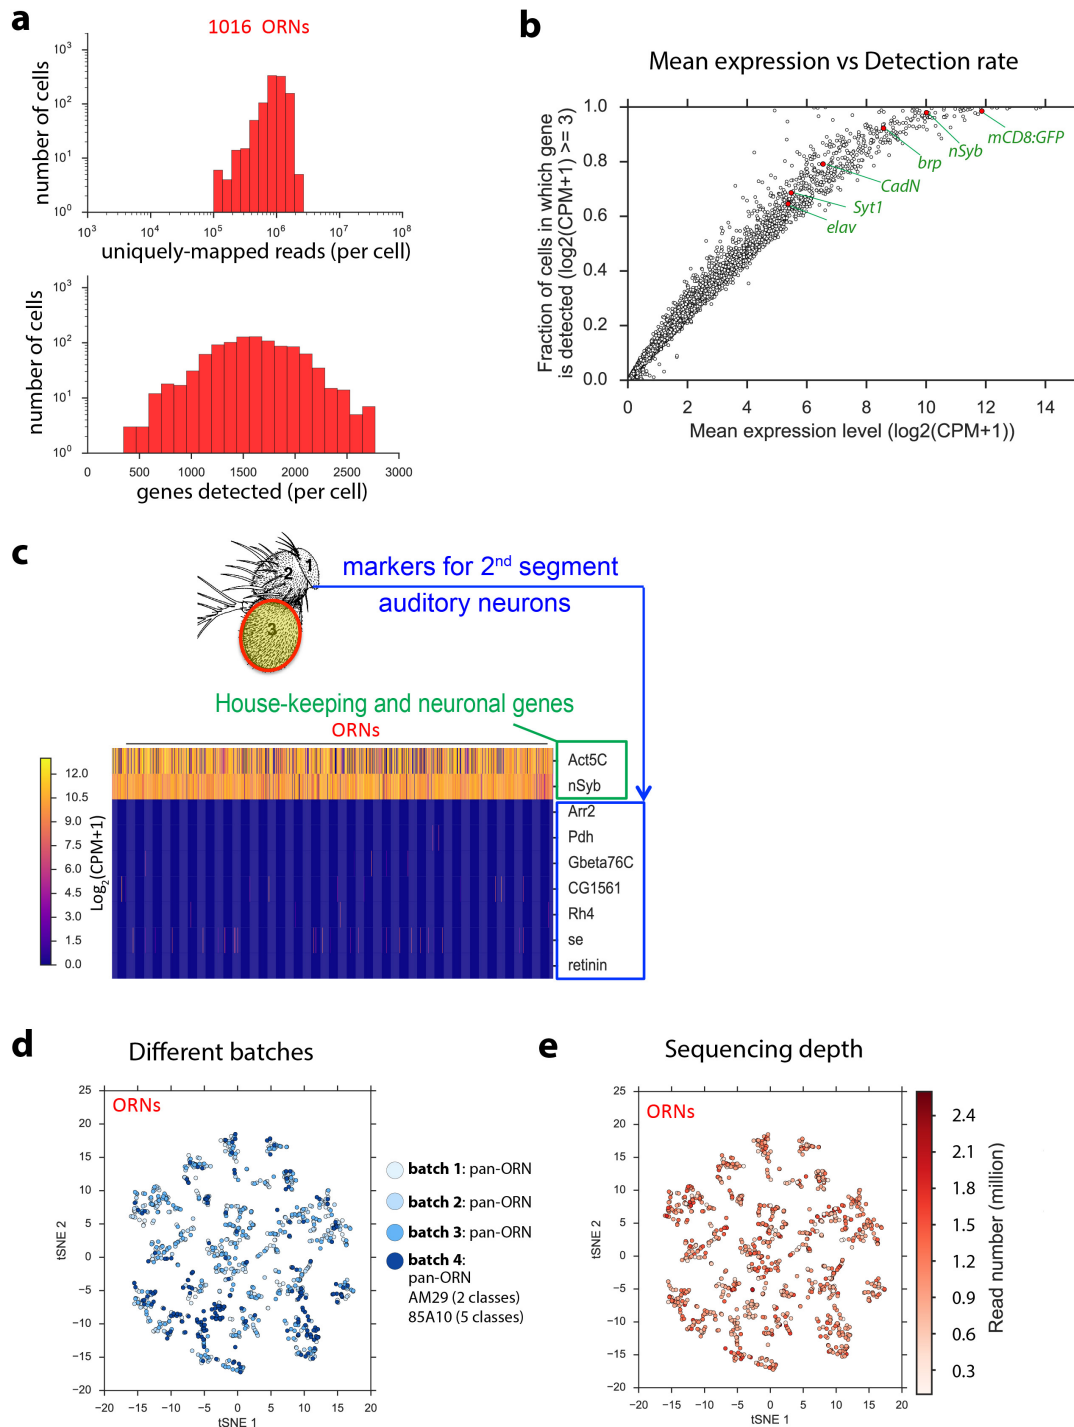 a
1016 ORNs
number of cells
10³
10²
10¹
10⁰
10³ 10⁴ 10⁵ 10⁶ 10⁷ 10⁸
uniquely-mapped reads (per cell)
number of cells
10³
10²
10¹
10⁰
0 500 1000 1500 2000 2500 3000
genes detected (per cell)
b
Mean expression vs Detection rate
Fraction of cells in which gene
is detected (log2(CPM+1) >= 3)
1.0
0.8
0.6
0.4
0.2
0.0
mCD8:GFP
nSyb
brp
CadN
Syt1
elav
0 2 4 6 8 10 12 14
Mean expression level (log2(CPM+1))
c
1
2
3
markers for 2nd segment
auditory neurons
House-keeping and neuronal genes
ORNs
12.0
10.5
9.0
7.5
6.0
4.5
3.0
1.5
0.0
Log₂(CPM+1)
Act5C
nSyb
Arr2
Pdh
Gbeta76C
CG1561
Rh4
se
retinin
d
Different batches
ORNs
25
20
15
10
5
0
−5
−10
−15
−20
tSNE 2
−20 −15 −10 −5 0 5 10 15 20
tSNE 1
batch 1: pan-ORN
batch 2: pan-ORN
batch 3: pan-ORN
batch 4:
pan-ORN
AM29 (2 classes)
85A10 (5 classes)
e
Sequencing depth
ORNs
25
20
15
10
5
0
−5
−10
−15
−20
tSNE 2
−20 −15 −10 −5 0 5 10 15 20
tSNE 1
2.4
2.1
1.8
1.5
1.2
0.9
0.6
0.3
Read number (million)